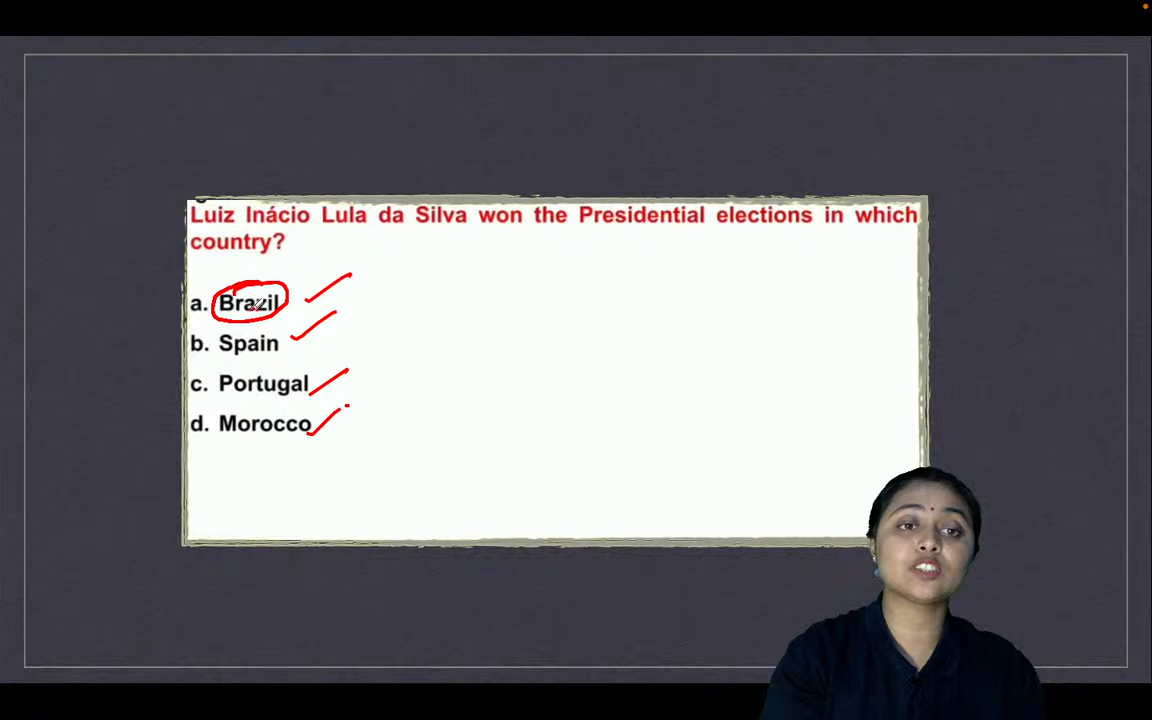 Luiz Inácio Lula da Silva won the Presidential elections in which
country?
a. Brazil
b. Spain
c. Portugal
d. Morocco